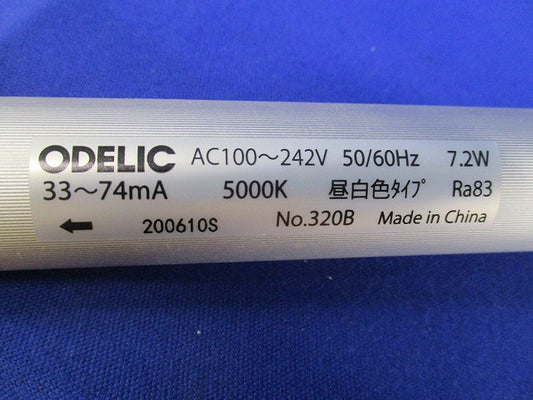 ODELIC AC100～242V 50/60Hz 7.2W
33～74mA 5000K 昼白色ﾀｲﾌﾟ Ra83
← 200610S No.320B Made in China